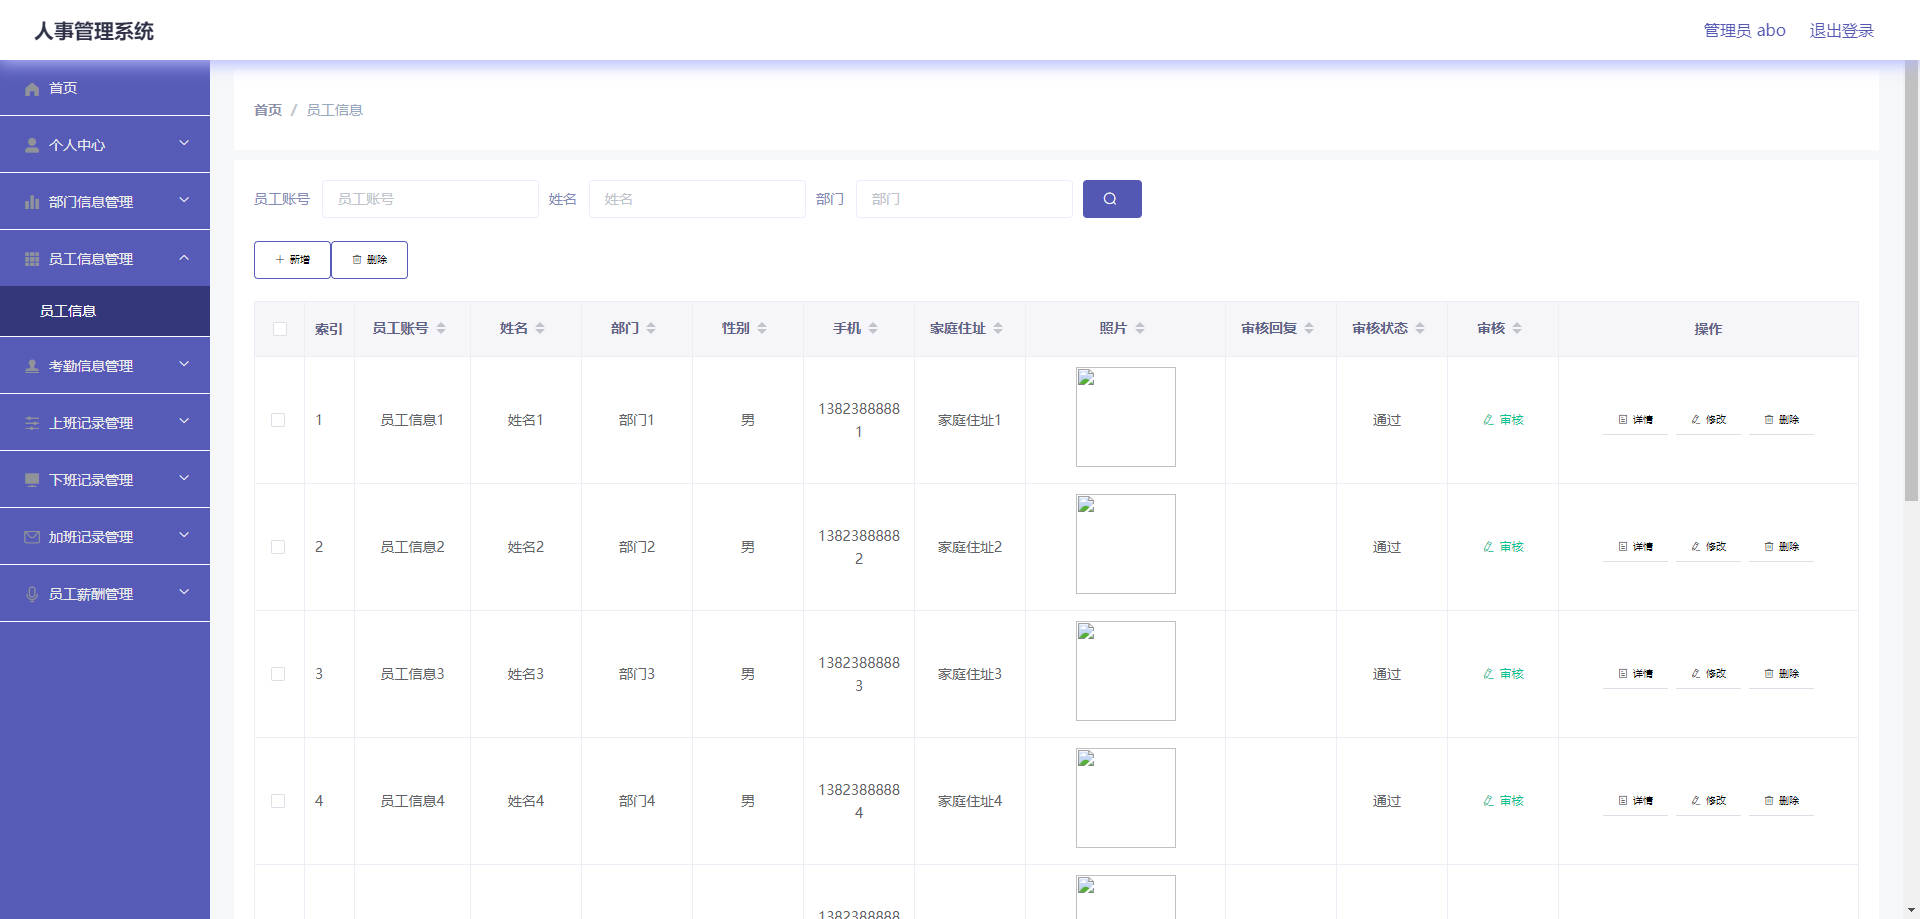 人事管理系统
管理员 abo 退出登录
首页
个人中心
部门信息管理
员工信息管理
员工信息
考勤信息管理
上班记录管理
下班记录管理
加班记录管理
员工薪酬管理
首页 / 员工信息
员工账号 员工账号 姓名 姓名 部门 部门
新增 删除
索引 员工账号 姓名 部门 性别 手机 家庭住址 照片 审核回复 审核状态 审核 操作
1 员工信息1 姓名1 部门1 男 1382388888
1 家庭住址1 通过 审核 详情 修改 删除
2 员工信息2 姓名2 部门2 男 1382388888
2 家庭住址2 通过 审核 详情 修改 删除
3 员工信息3 姓名3 部门3 男 1382388888
3 家庭住址3 通过 审核 详情 修改 删除
4 员工信息4 姓名4 部门4 男 1382388888
4 家庭住址4 通过 审核 详情 修改 删除
1382388888